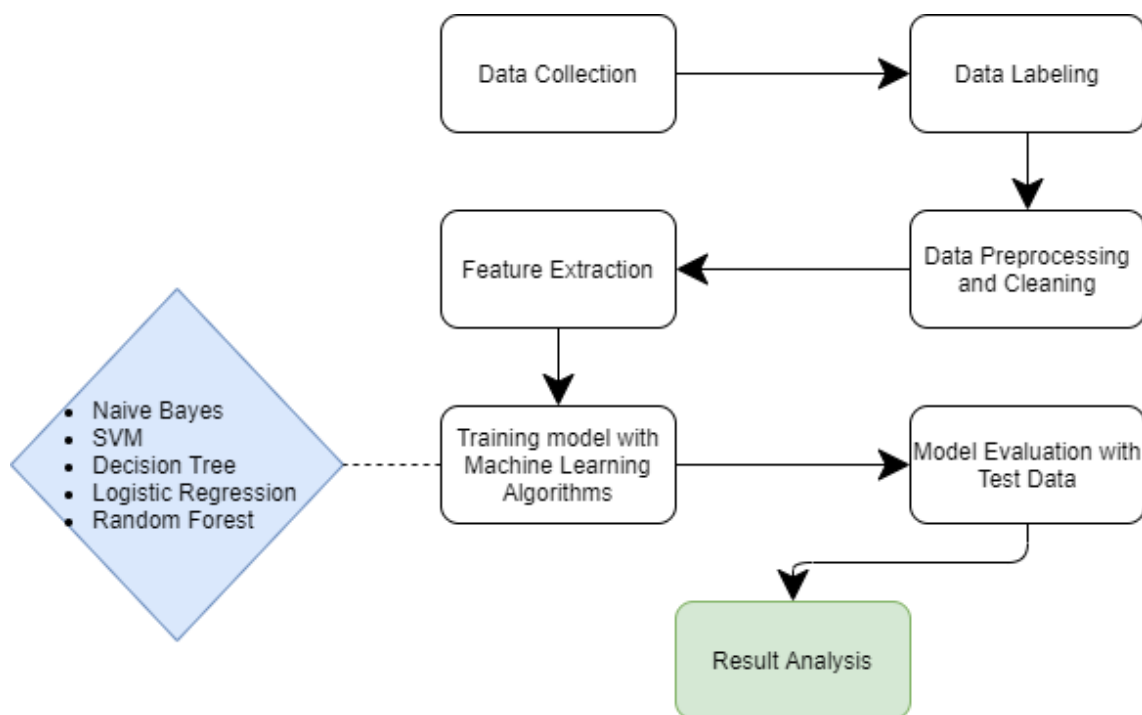 Data Collection
Data Labeling
Data Preprocessing
and Cleaning
Feature Extraction
Training model with
Machine Learning
Algorithms
• Naive Bayes
• SVM
• Decision Tree
• Logistic Regression
• Random Forest
Model Evaluation with
Test Data
Result Analysis